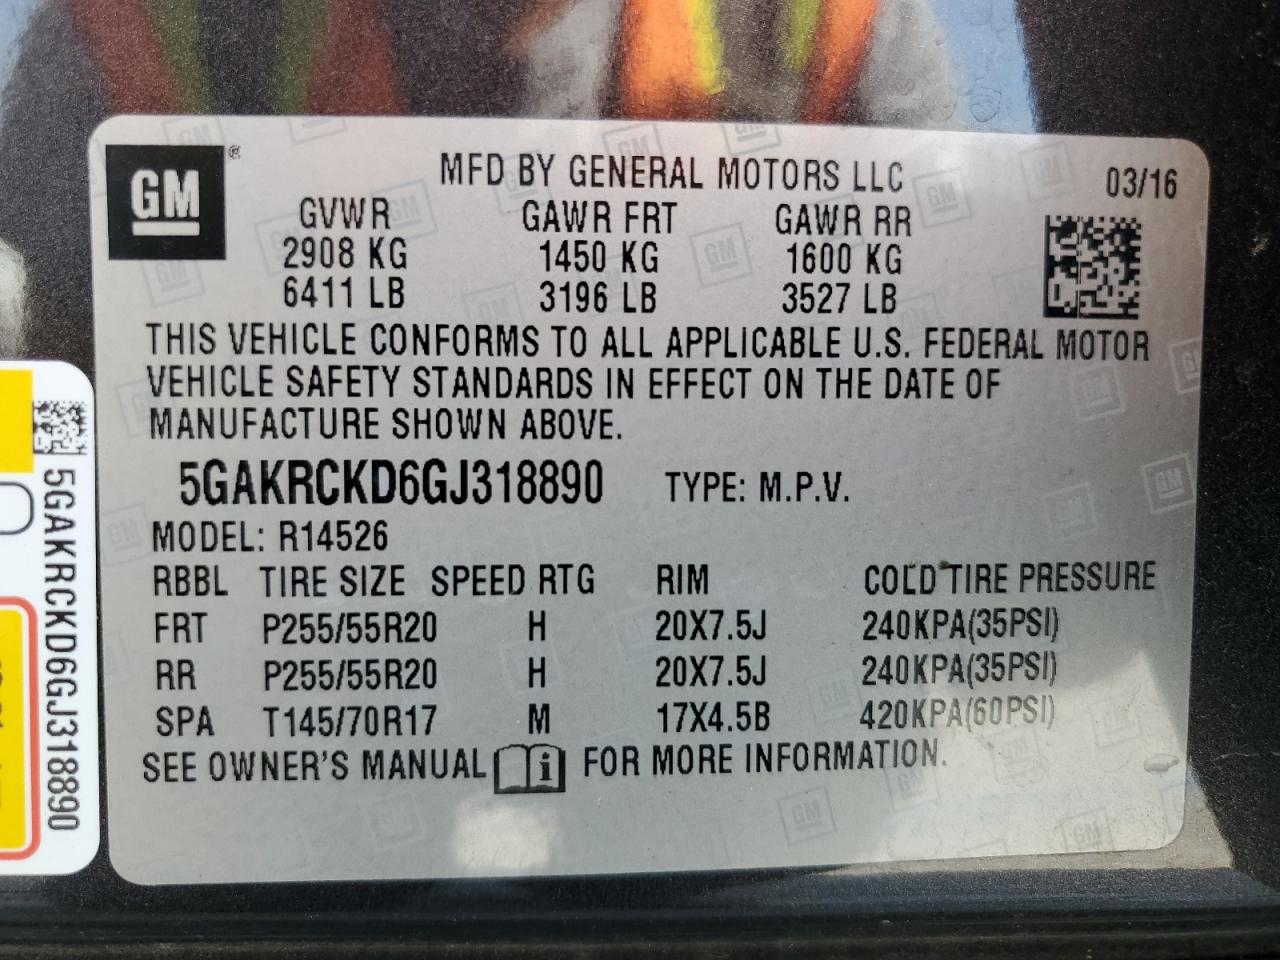 GM
MFD BY GENERAL MOTORS LLC 03/16
GVWR GAWR FRT GAWR RR
2908 KG 1450 KG 1600 KG
6411 LB 3196 LB 3527 LB
THIS VEHICLE CONFORMS TO ALL APPLICABLE U.S. FEDERAL MOTOR
VEHICLE SAFETY STANDARDS IN EFFECT ON THE DATE OF
MANUFACTURE SHOWN ABOVE.
5GAKRCKD6GJ318890 TYPE: M.P.V.
MODEL: R14526
RBBL TIRE SIZE SPEED RTG RIM COLD TIRE PRESSURE
FRT P255/55R20 H 20X7.5J 240KPA(35PSI)
RR P255/55R20 H 20X7.5J 240KPA(35PSI)
SPA T145/70R17 M 17X4.5B 420KPA(60PSI)
SEE OWNER'S MANUAL i FOR MORE INFORMATION.
5GAKRCKD6GJ318890